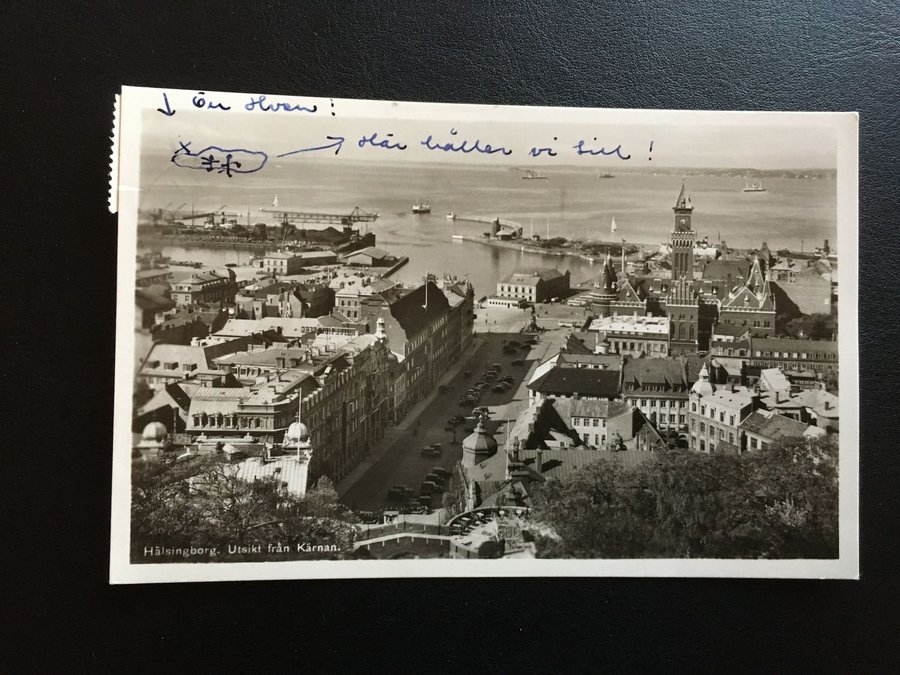 ↓ Ön Hven!
x → Här håller vi till!
Hälsingborg. Utsikt från Kärnan.